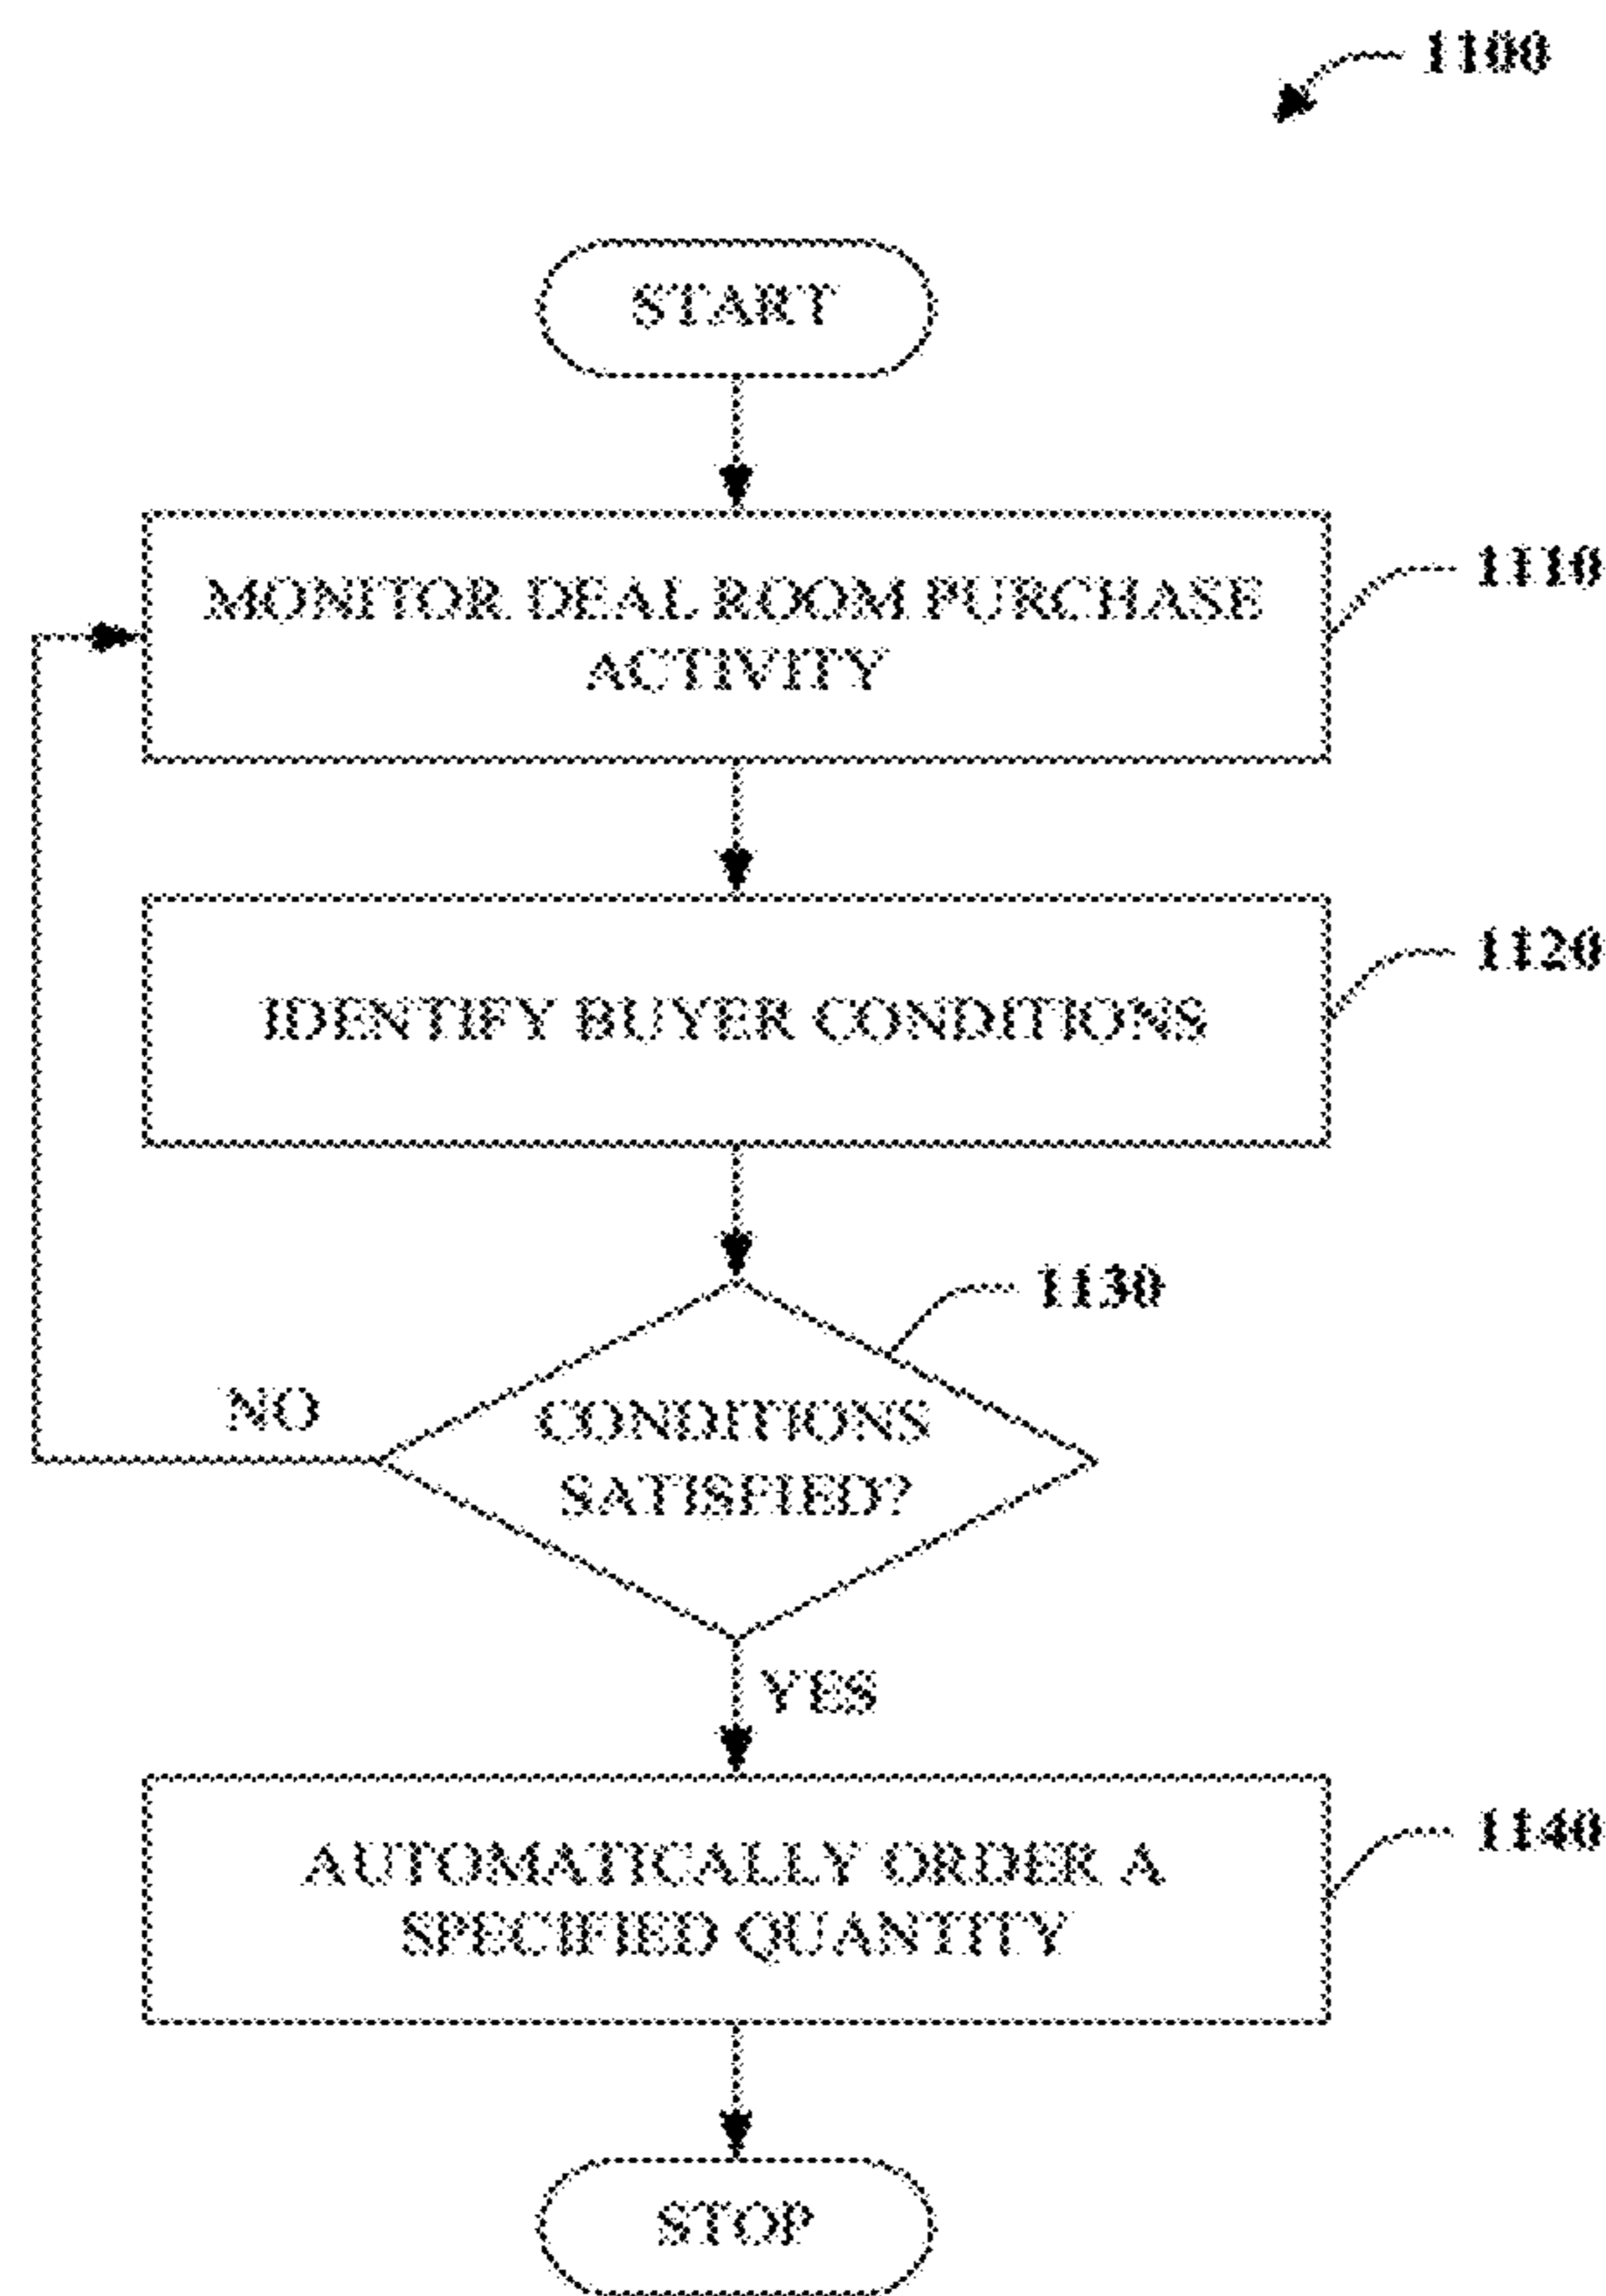 1100
START
MONITOR DEAL ROOM PURCHASE
ACTIVITY
1110
IDENTIFY BUYER CONDITIONS
1120
1130
CONDITIONS
SATISFIED?
NO
YES
AUTOMATICALLY ORDER A
SPECIFIED QUANTITY
1140
STOP